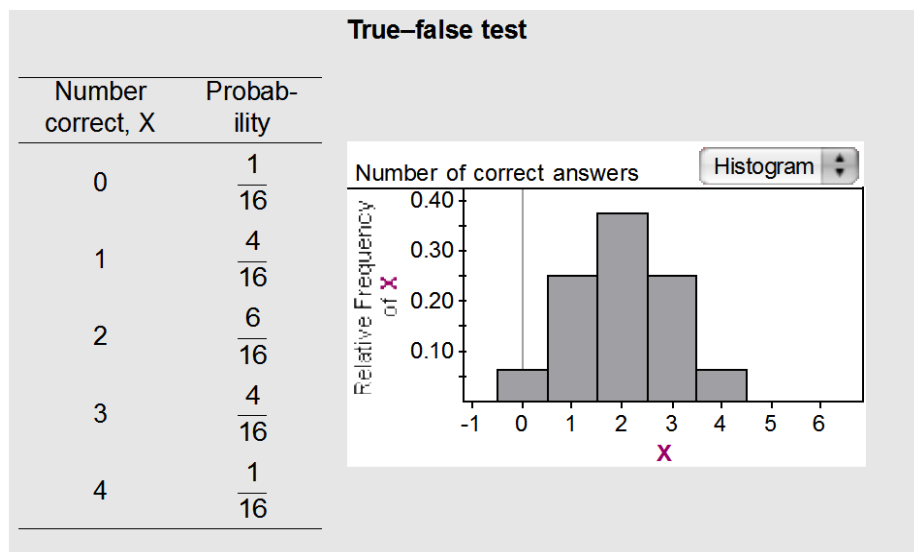 True–false test
Number
correct, X
Probab-
ility
0
1
16
1
4
16
2
6
16
3
4
16
4
1
16
Number of correct answers
Histogram
Relative Frequency
of X
0.40
0.30
0.20
0.10
-1 0 1 2 3 4 5 6
X